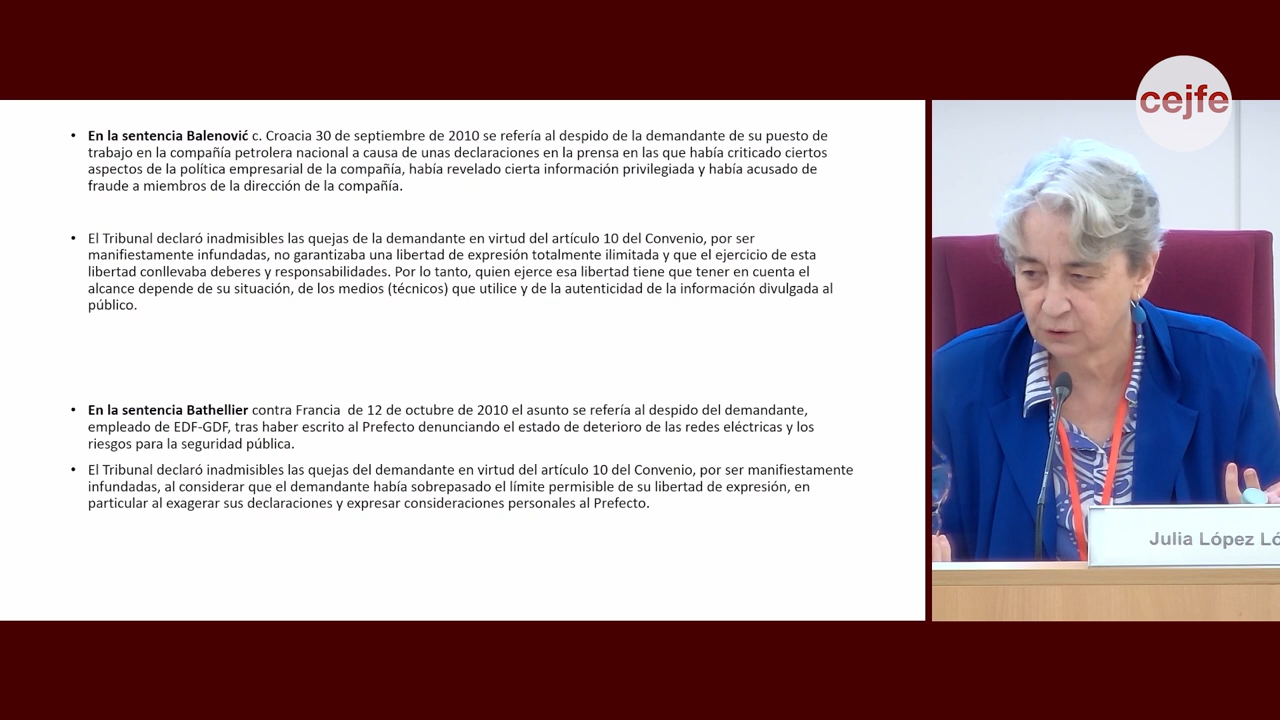 cejfe
• En la sentencia Balenović c. Croacia 30 de septiembre de 2010 se refería al despido de la demandante de su puesto de
trabajo en la compañía petrolera nacional a causa de unas declaraciones en la prensa en las que había criticado ciertos
aspectos de la política empresarial de la compañía, había revelado cierta información privilegiada y había acusado de
fraude a miembros de la dirección de la compañía.
• El Tribunal declaró inadmisibles las quejas de la demandante en virtud del artículo 10 del Convenio, por ser
manifiestamente infundadas, no garantizaba una libertad de expresión totalmente ilimitada y que el ejercicio de esta
libertad conllevaba deberes y responsabilidades. Por lo tanto, quien ejerce esa libertad tiene que tener en cuenta el
alcance depende de su situación, de los medios (técnicos) que utilice y de la autenticidad de la información divulgada al
público.
• En la sentencia Bathellier contra Francia de 12 de octubre de 2010 el asunto se refería al despido del demandante,
empleado de EDF-GDF, tras haber escrito al Prefecto denunciando el estado de deterioro de las redes eléctricas y los
riesgos para la seguridad pública.
• El Tribunal declaró inadmisibles las quejas del demandante en virtud del artículo 10 del Convenio, por ser manifiestamente
infundadas, al considerar que el demandante había sobrepasado el límite permisible de su libertad de expresión, en
particular al exagerar sus declaraciones y expresar consideraciones personales al Prefecto.
Julia López Ló